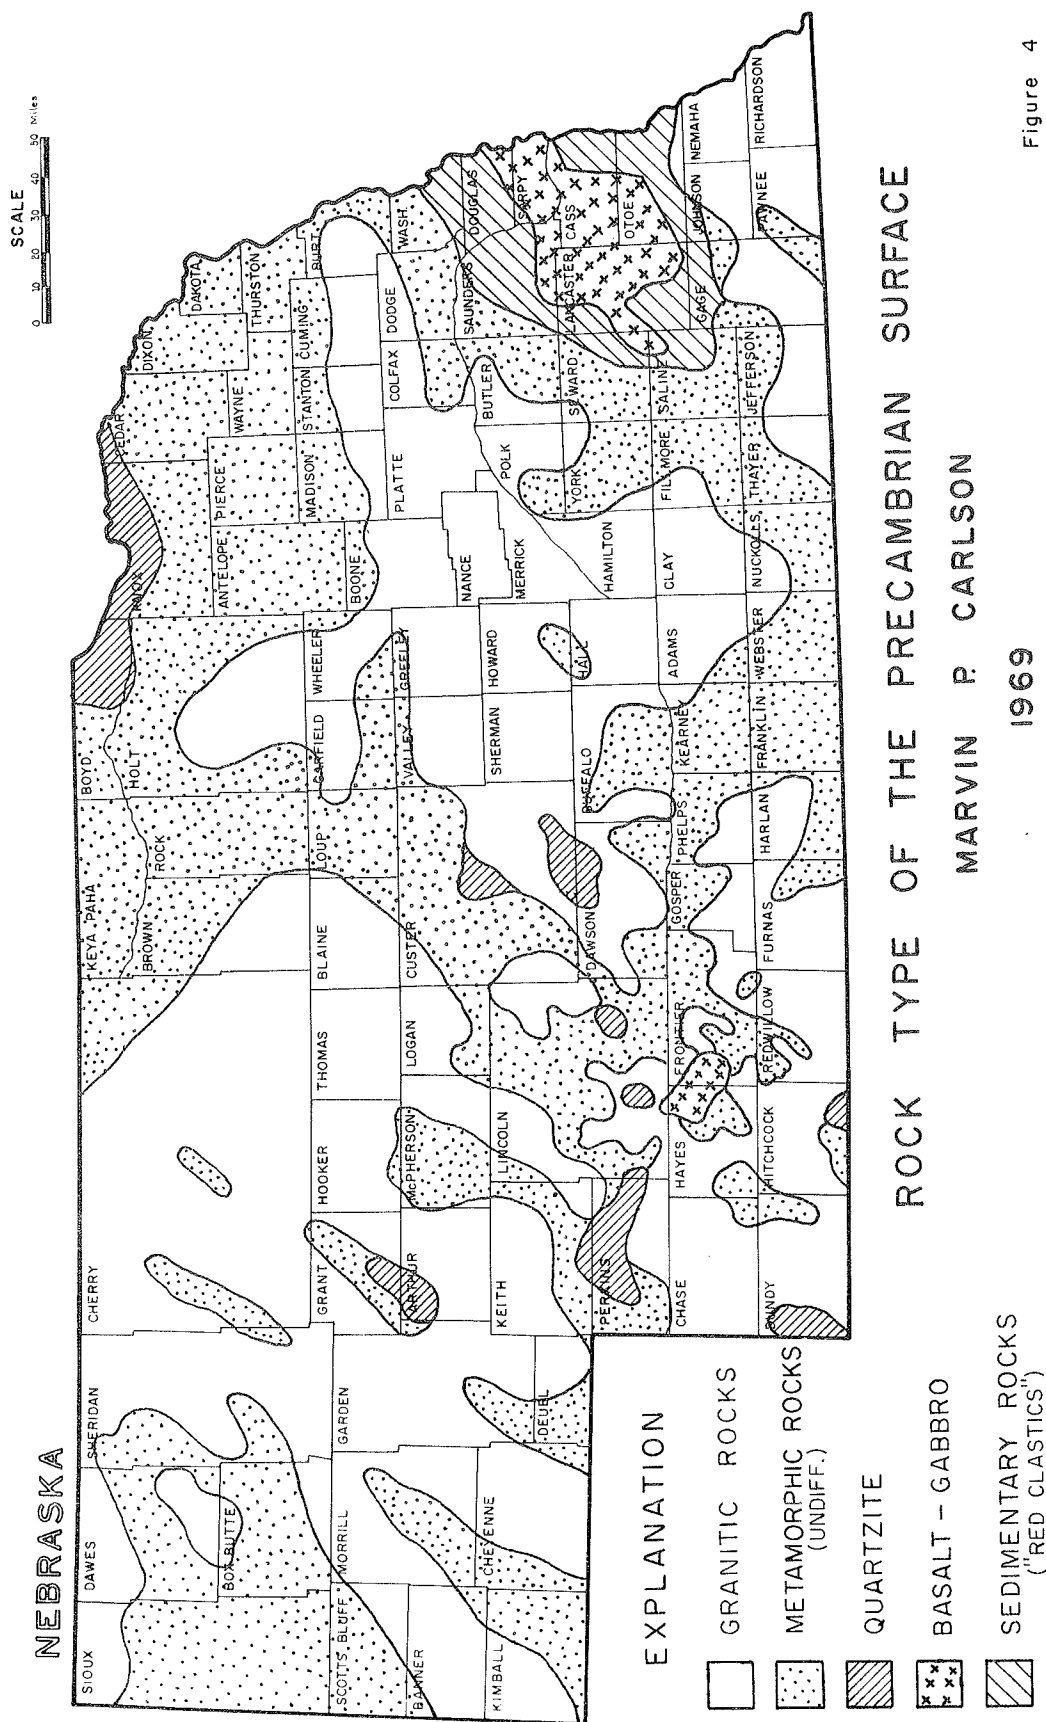 NEBRASKA
SCALE
0 10 20 30 40 50 Miles
SIOUX
DAWES
SHERIDAN
CHERRY
KEYA PAHA
BOYD
BROWN
ROCK
HOLT
KNOX
CEDAR
DIXON
DAKOTA
BOX BUTTE
ANTELOPE
PIERCE
WAYNE
THURSTON
SCOTTS BLUFF
MORRILL
GARDEN
GRANT
HOOKER
THOMAS
BLAINE
LOUP
GARFIELD
WHEELER
BOONE
MADISON
STANTON
CUMING
BURT
BANNER
ARTHUR
McPHERSON
LOGAN
CUSTER
VALLEY
GREELEY
NANCE
PLATTE
COLFAX
DODGE
WASH
KIMBALL
CHEYENNE
DEUEL
KEITH
LINCOLN
SHERMAN
HOWARD
MERRICK
POLK
BUTLER
SAUNDERS
DOUGLAS
SARPY
PERKINS
DAWSON
BUFFALO
HALL
HAMILTON
YORK
SEWARD
LANCASTER
CASS
OTOE
CHASE
HAYES
FRONTIER
GOSPER
PHELPS
KEARNEY
ADAMS
CLAY
FILLMORE
SALINE
GAGE
JOHNSON
NEMAHA
DUNDY
HITCHCOCK
REDWILLOW
FURNAS
HARLAN
FRANKLIN
WEBSTER
NUCKOLLS
THAYER
JEFFERSON
PAWNEE
RICHARDSON
EXPLANATION
GRANITIC ROCKS
METAMORPHIC ROCKS
(UNDIFF.)
QUARTZITE
BASALT - GABBRO
SEDIMENTARY ROCKS
("RED CLASTICS")
ROCK TYPE OF THE PRECAMBRIAN SURFACE
MARVIN P. CARLSON
1969
Figure 4